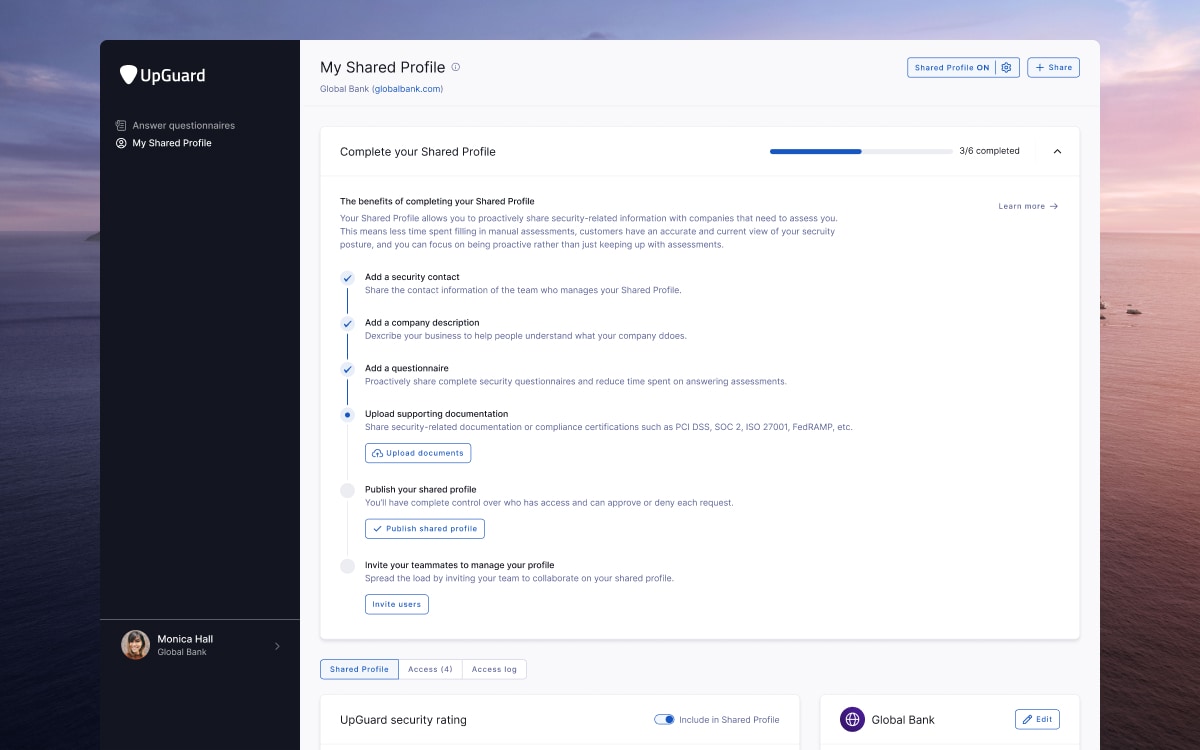 UpGuard
Answer questionnaires
My Shared Profile
Monica Hall
Global Bank
My Shared Profile
Global Bank (globalbank.com)
Shared Profile ON
+ Share
Complete your Shared Profile
3/6 completed
The benefits of completing your Shared Profile
Learn more →
Your Shared Profile allows you to proactively share security-related information with companies that need to assess you.
This means less time spent filling in manual assessments, customers have an accurate and current view of your secruity
posture, and you can focus on being proactive rather than just keeping up with assessments.
Add a security contact
Share the contact information of the team who manages your Shared Profile.
Add a company description
Dexcribe your business to help people understand what your company ddoes.
Add a questionnaire
Proactively share complete security questionnaires and reduce time spent on answering assessments.
Upload supporting documentation
Share security-related documentation or compliance certifications such as PCI DSS, SOC 2, ISO 27001, FedRAMP, etc.
Upload documents
Publish your shared profile
You'll have complete control over who has access and can approve or deny each request.
Publish shared profile
Invite your teammates to manage your profile
Spread the load by inviting your team to collaborate on your shared profile.
Invite users
Shared Profile
Access (4)
Access log
UpGuard security rating
Include in Shared Profile
Global Bank
Edit